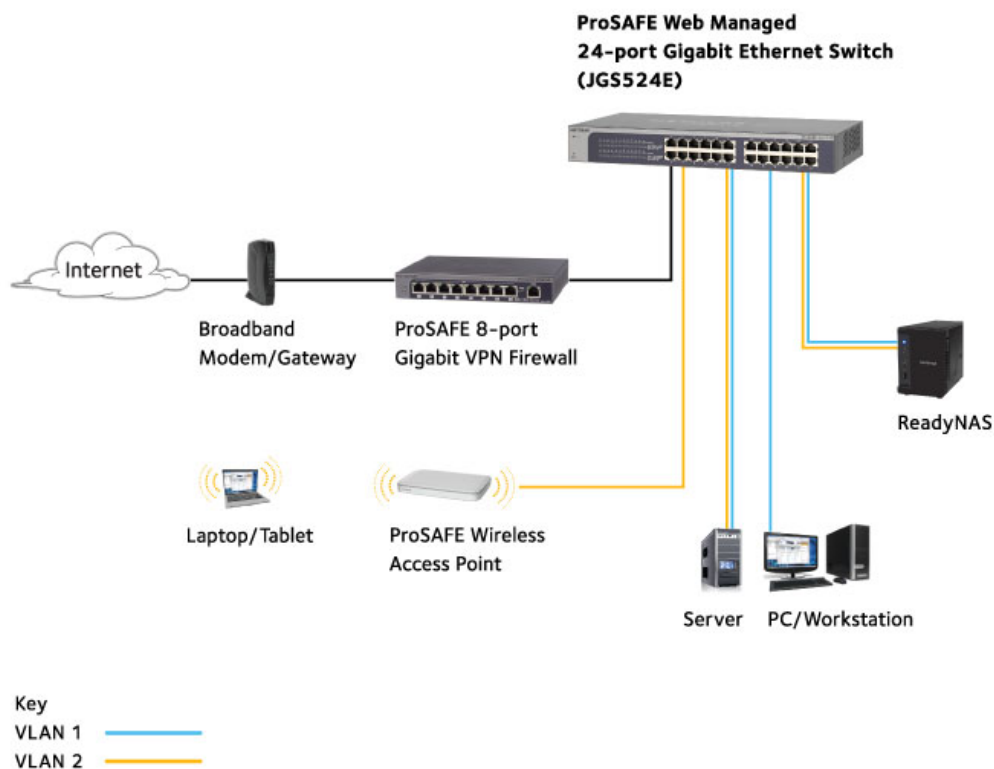 ProSAFE Web Managed
24-port Gigabit Ethernet Switch
(JGS524E)
Internet
Broadband
Modem/Gateway
ProSAFE 8-port
Gigabit VPN Firewall
ReadyNAS
Laptop/Tablet
ProSAFE Wireless
Access Point
Server
PC/Workstation
Key
VLAN 1
VLAN 2